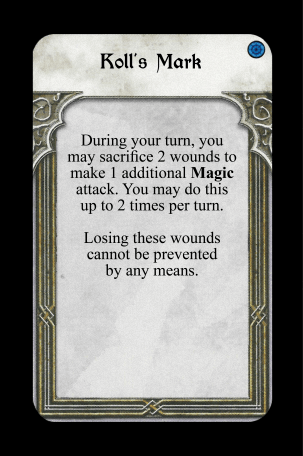 Koll's Mark
During your turn, you
may sacrifice 2 wounds to
make 1 additional Magic
attack. You may do this
up to 2 times per turn.
Losing these wounds
cannot be prevented
by any means.